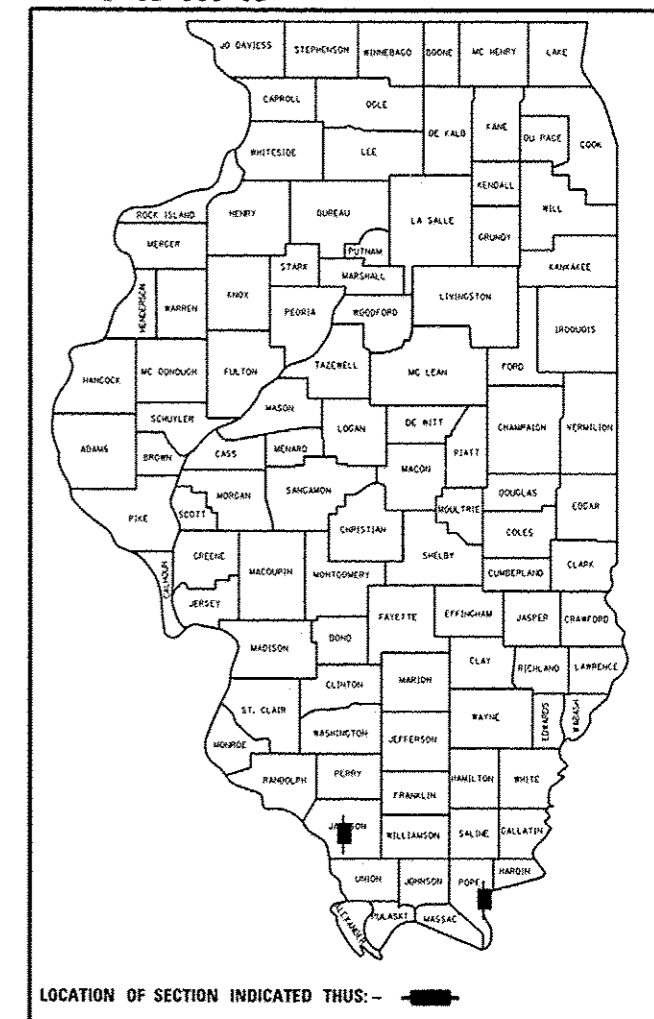 JO DAVIESS STEPHENSON WINNEBAGO BOONE MC HENRY LAKE
CARROLL OGLE
DE KALB KANE DU PAGE COOK
WHITESIDE LEE
KENDALL WILL
ROCK ISLAND HENRY BUREAU LA SALLE
GRUNDY
MERCER PUTNAM
STARK MARSHALL KANKAKEE
HENDERSON WARREN KNOX PEORIA WOODFORD LIVINGSTON IROQUOIS
HANCOCK MC DONOUGH FULTON TAZEWELL MC LEAN FORD
MASON
SCHUYLER LOGAN DE WITT CHAMPAIGN VERMILION
ADAMS BROWN CASS MENARD PIATT
MACON
MORGAN SANGAMON DOUGLAS
PIKE SCOTT MOULTRIE EDGAR
CHRISTIAN COLES
GREENE MACOUPIN MONTGOMERY SHELBY
CALHOUN CUMBERLAND CLARK
JERSEY FAYETTE EFFINGHAM JASPER CRAWFORD
MADISON BOND
CLAY RICHLAND LAWRENCE
CLINTON MARION
ST. CLAIR WAYNE EDWARDS WABASH
WASHINGTON JEFFERSON
MONROE
RANDOLPH PERRY HAMILTON WHITE
FRANKLIN
JACKSON WILLIAMSON SALINE GALLATIN
UNION JOHNSON POPE HARDIN
ALEXANDER PULASKI MASSAC
LOCATION OF SECTION INDICATED THUS: -